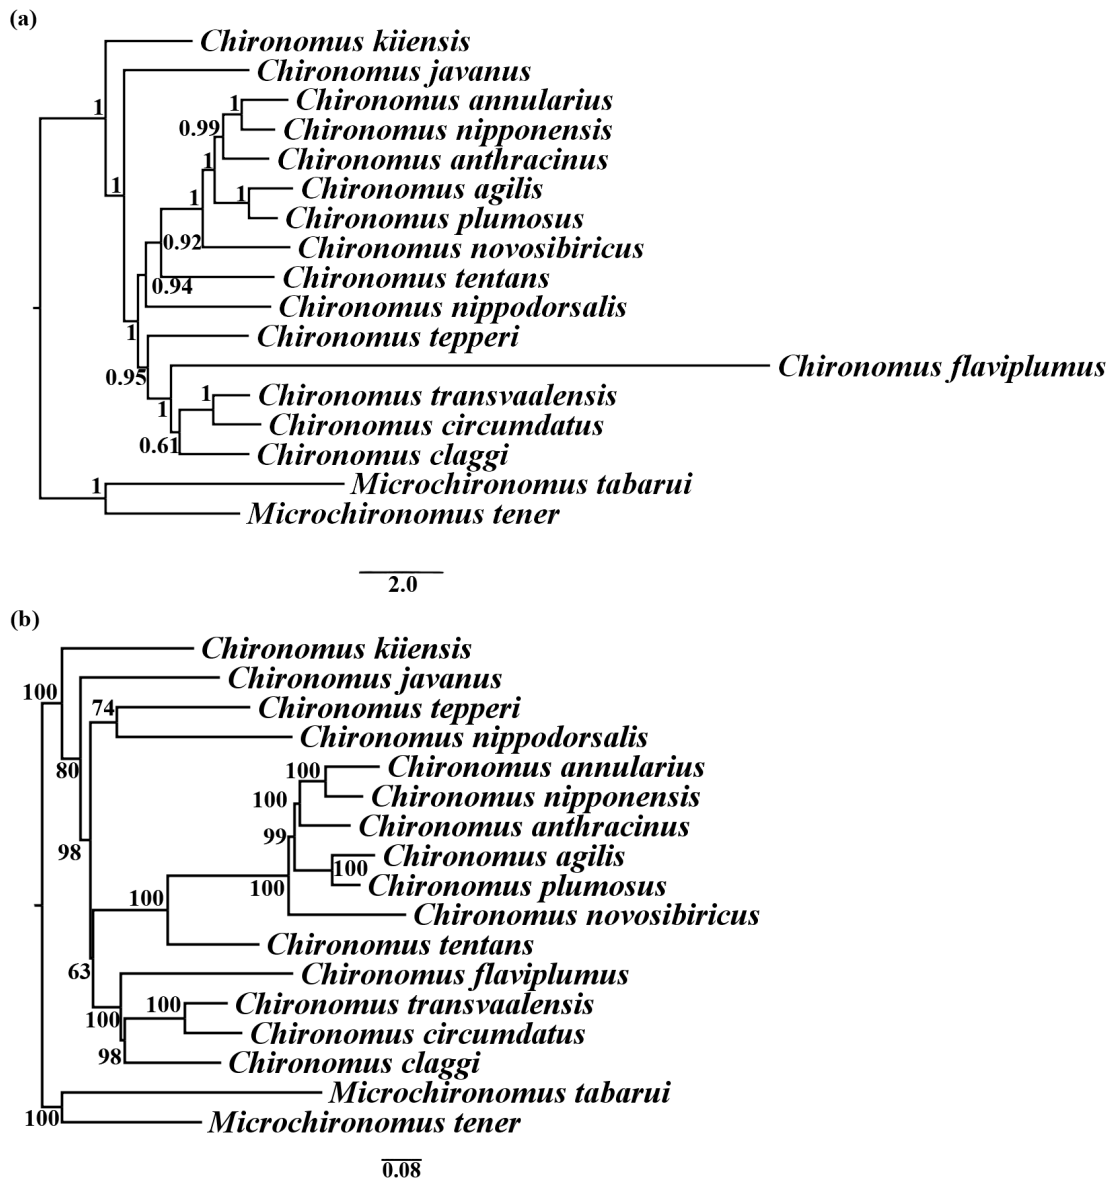 (a)
Chironomus kiiensis
Chironomus javanus
1
Chironomus annularius
1
0.99
Chironomus nipponensis
Chironomus anthracinus
1
1
Chironomus agilis
1
1
Chironomus plumosus
0.92
Chironomus novosibiricus
Chironomus tentans
0.94
Chironomus nippodorsalis
1
Chironomus tepperi
0.95
Chironomus flaviplumus
1
1
Chironomus transvaalensis
Chironomus circumdatus
0.61
Chironomus claggi
1
Microchironomus tabarui
Microchironomus tener
2.0
(b)
Chironomus kiiensis
Chironomus javanus
100
74
Chironomus tepperi
Chironomus nippodorsalis
80
100
Chironomus annularius
100
Chironomus nipponensis
99
Chironomus anthracinus
98
Chironomus agilis
100
100
Chironomus plumosus
100
Chironomus novosibiricus
Chironomus tentans
63
Chironomus flaviplumus
100
Chironomus transvaalensis
100
Chironomus circumdatus
98
Chironomus claggi
Microchironomus tabarui
100
Microchironomus tener
0.08